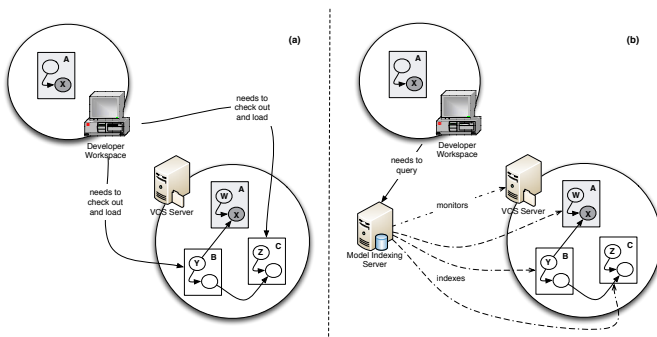 (a)
A
X
needs to
check out
and load
Developer
Workspace
needs to
check out
and load
VCS Server
A
W
X
B
Y
C
Z
(b)
A
X
Developer
Workspace
needs to
query
monitors
VCS Server
Model Indexing
Server
indexes
A
W
X
B
Y
C
Z